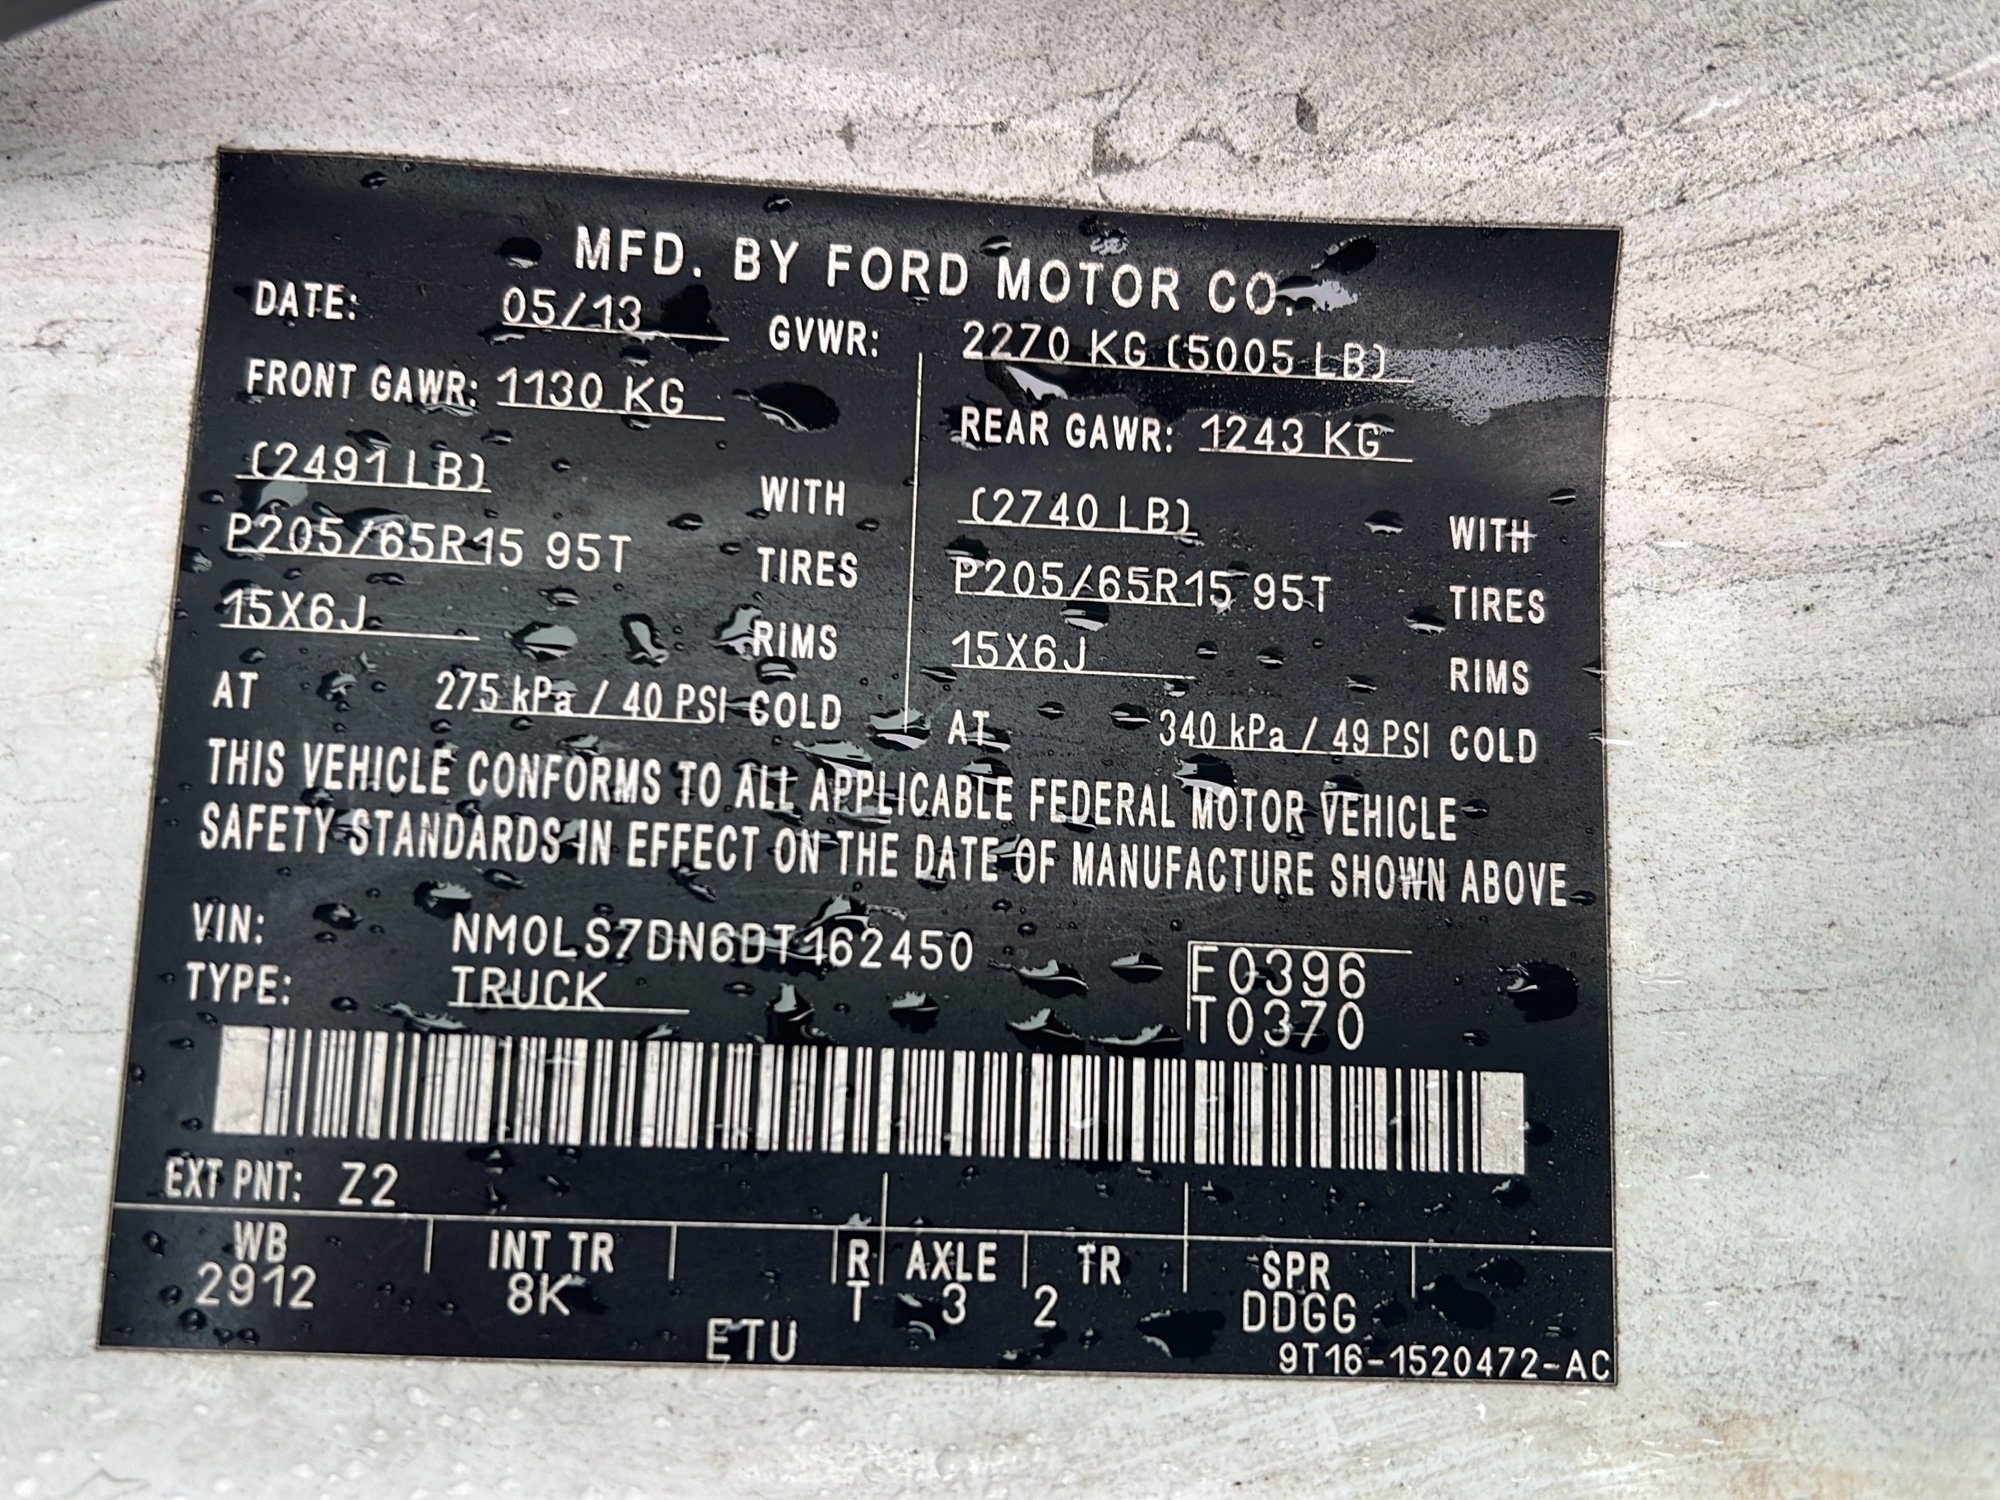 MFD. BY FORD MOTOR CO.
DATE: 05/13 GVWR: 2270 KG (5005 LB)
FRONT GAWR: 1130 KG REAR GAWR: 1243 KG
(2491 LB) WITH (2740 LB) WITH
P205/65R15 95T TIRES P205/65R15 95T TIRES
15X6J RIMS 15X6J RIMS
AT 275 kPa / 40 PSI COLD AT 340 kPa / 49 PSI COLD
THIS VEHICLE CONFORMS TO ALL APPLICABLE FEDERAL MOTOR VEHICLE
SAFETY STANDARDS IN EFFECT ON THE DATE OF MANUFACTURE SHOWN ABOVE
VIN: NM0LS7DN6DT162450 F0396
TYPE: TRUCK T0370
EXT PNT: Z2
WB INT TR R AXLE TR SPR
2912 8K T 3 2 DDGG
ETU 9T16-1520472-AC